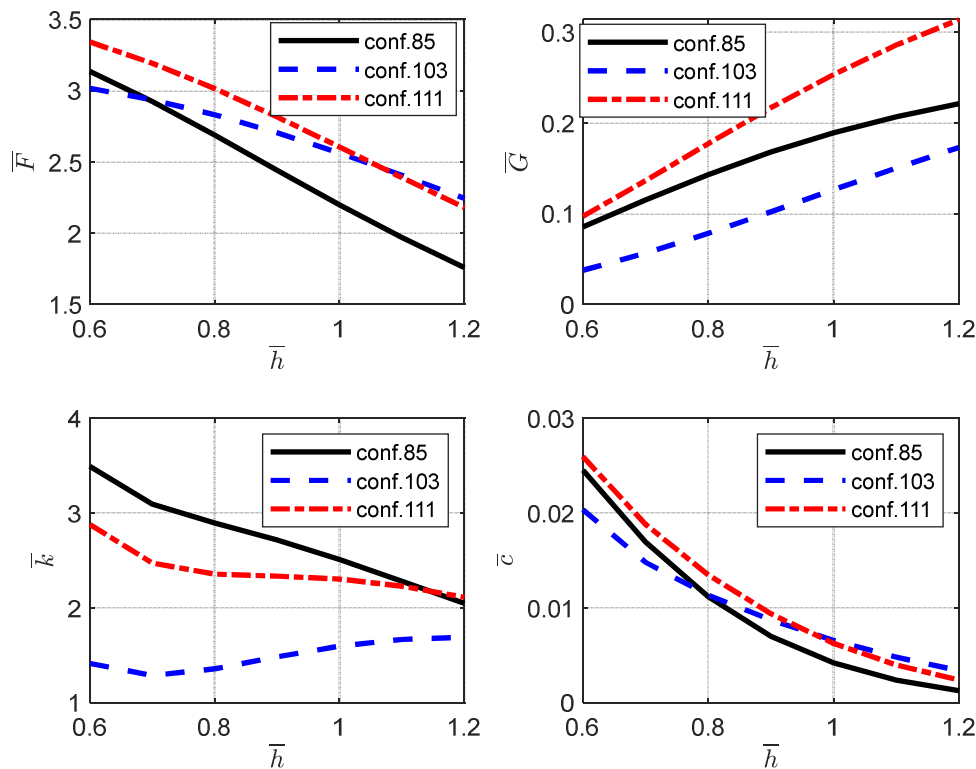 3.5
3
2.5
2
1.5
F̅
conf.85
conf.103
conf.111
0.6 0.8 1 1.2
h̅
0.3
0.2
0.1
0
G̅
conf.85
conf.103
conf.111
0.6 0.8 1 1.2
h̅
4
3
2
1
k̅
conf.85
conf.103
conf.111
0.6 0.8 1 1.2
h̅
0.03
0.02
0.01
0
c̅
conf.85
conf.103
conf.111
0.6 0.8 1 1.2
h̅